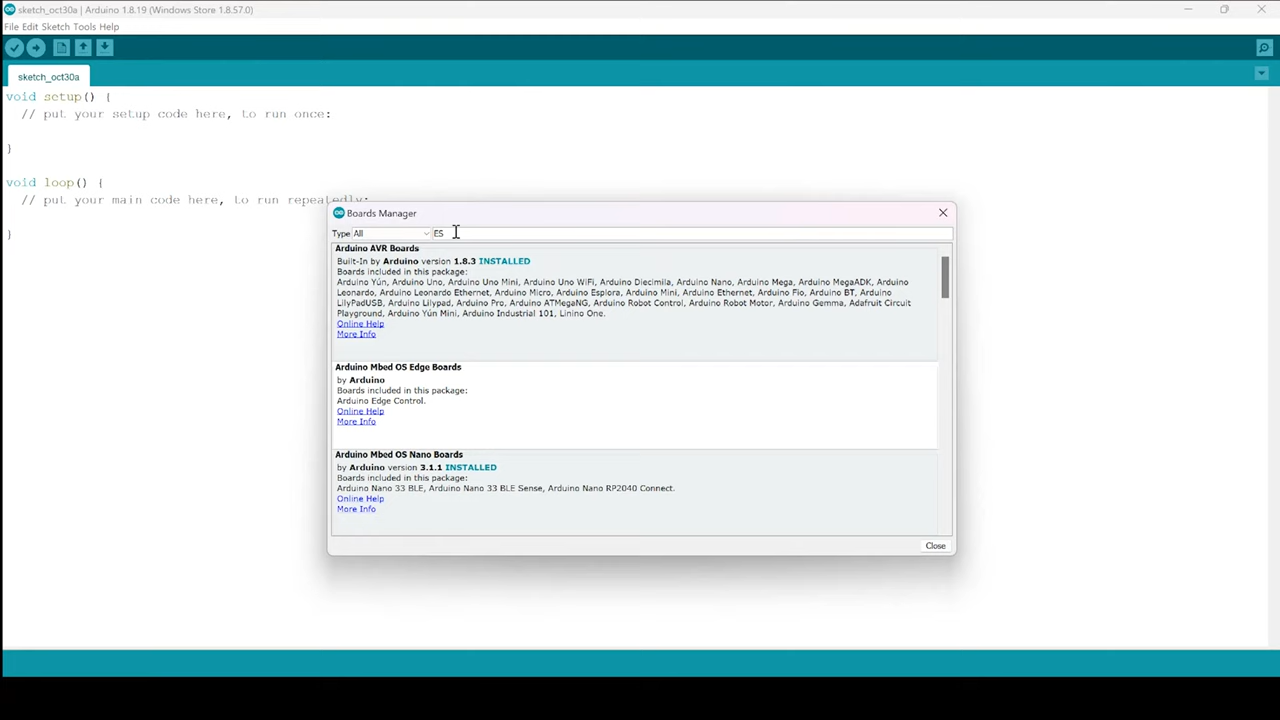 sketch_oct30a | Arduino 1.8.19 (Windows Store 1.8.57.0)
File Edit Sketch Tools Help
sketch_oct30a
void setup() {
// put your setup code here, to run once:
}
void loop() {
// put your main code here, to run repeatedly:
}
Boards Manager
Type All ES
Arduino AVR Boards
Built-In by Arduino version 1.8.3 INSTALLED
Boards included in this package:
Arduino Yún, Arduino Uno, Arduino Uno Mini, Arduino Uno WiFi, Arduino Diecimila, Arduino Nano, Arduino Mega, Arduino MegaADK, Arduino
Leonardo, Arduino Leonardo Ethernet, Arduino Micro, Arduino Esplora, Arduino Mini, Arduino Ethernet, Arduino Fio, Arduino BT, Arduino
LilyPadUSB, Arduino Lilypad, Arduino Pro, Arduino ATMegaNG, Arduino Robot Control, Arduino Robot Motor, Arduino Gemma, Adafruit Circuit
Playground, Arduino Yún Mini, Arduino Industrial 101, Linino One.
Online Help
More Info
Arduino Mbed OS Edge Boards
by Arduino
Boards included in this package:
Arduino Edge Control.
Online Help
More Info
Arduino Mbed OS Nano Boards
by Arduino version 3.1.1 INSTALLED
Boards included in this package:
Arduino Nano 33 BLE, Arduino Nano 33 BLE Sense, Arduino Nano RP2040 Connect.
Online Help
More Info
Close